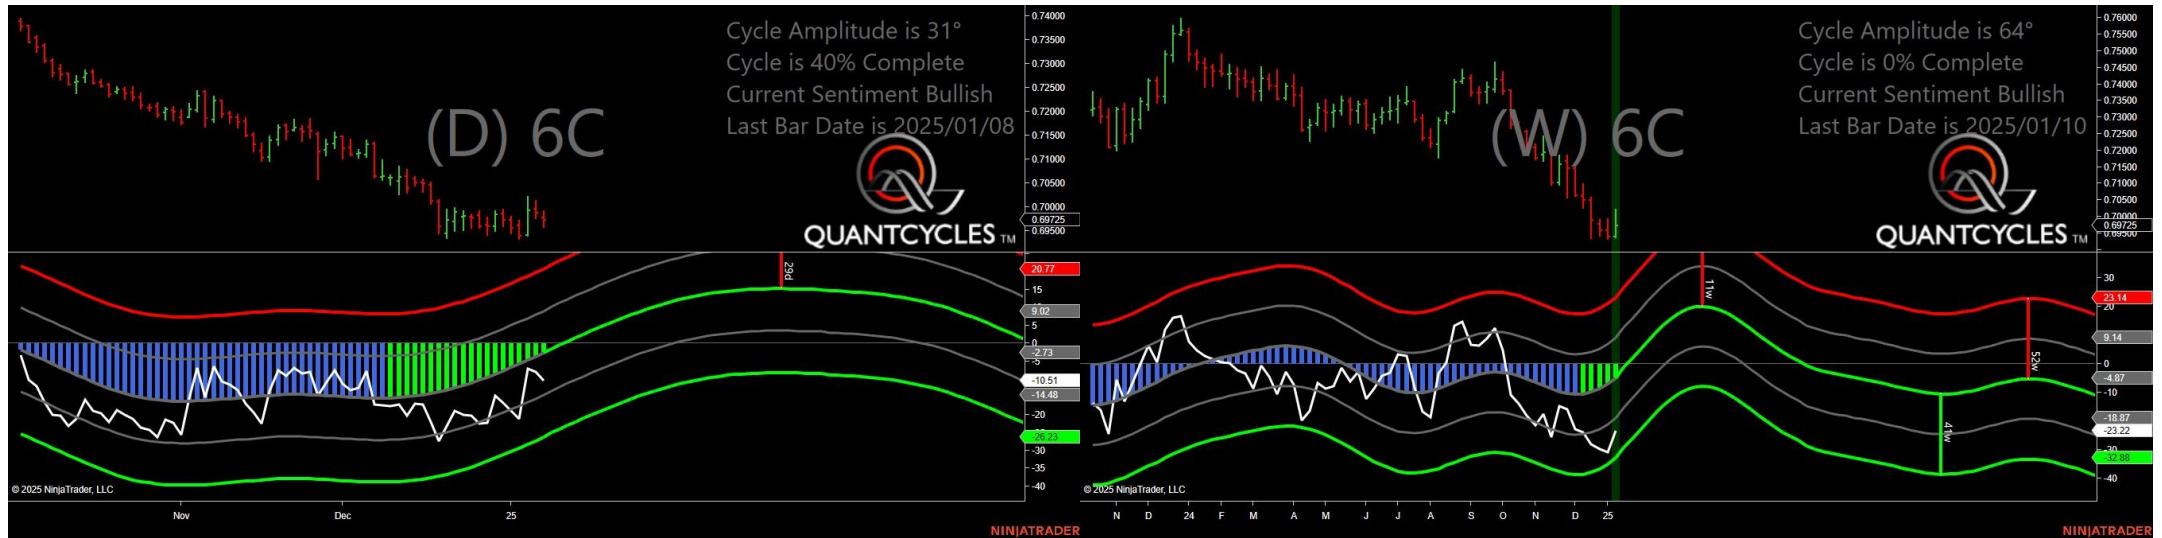 Cycle Amplitude is 31°
Cycle is 40% Complete
Current Sentiment Bullish
Last Bar Date is 2025/01/08
(D) 6C
QUANTCYCLES TM
0.74000
0.73500
0.73000
0.72500
0.72000
0.71500
0.71000
0.70500
0.70000
0.69725
0.69500
29d
20.77
15
9.02
5
0
-2.73
-5
-10.51
-14.48
-20
-26.23
-30
-35
-40
© 2025 NinjaTrader, LLC
Nov
Dec
25
NINJATRADER
Cycle Amplitude is 64°
Cycle is 0% Complete
Current Sentiment Bullish
Last Bar Date is 2025/01/10
(W) 6C
QUANTCYCLES TM
0.76000
0.75500
0.75000
0.74500
0.74000
0.73500
0.73000
0.72500
0.72000
0.71500
0.71000
0.70500
0.70000
0.69725
0.69500
11w
52w
41w
30
23.14
20
9.14
0
-4.87
-10
-18.87
-23.22
-30
-32.88
-40
© 2025 NinjaTrader, LLC
N D 24 F M A M J J A S O N D 25
NINJATRADER